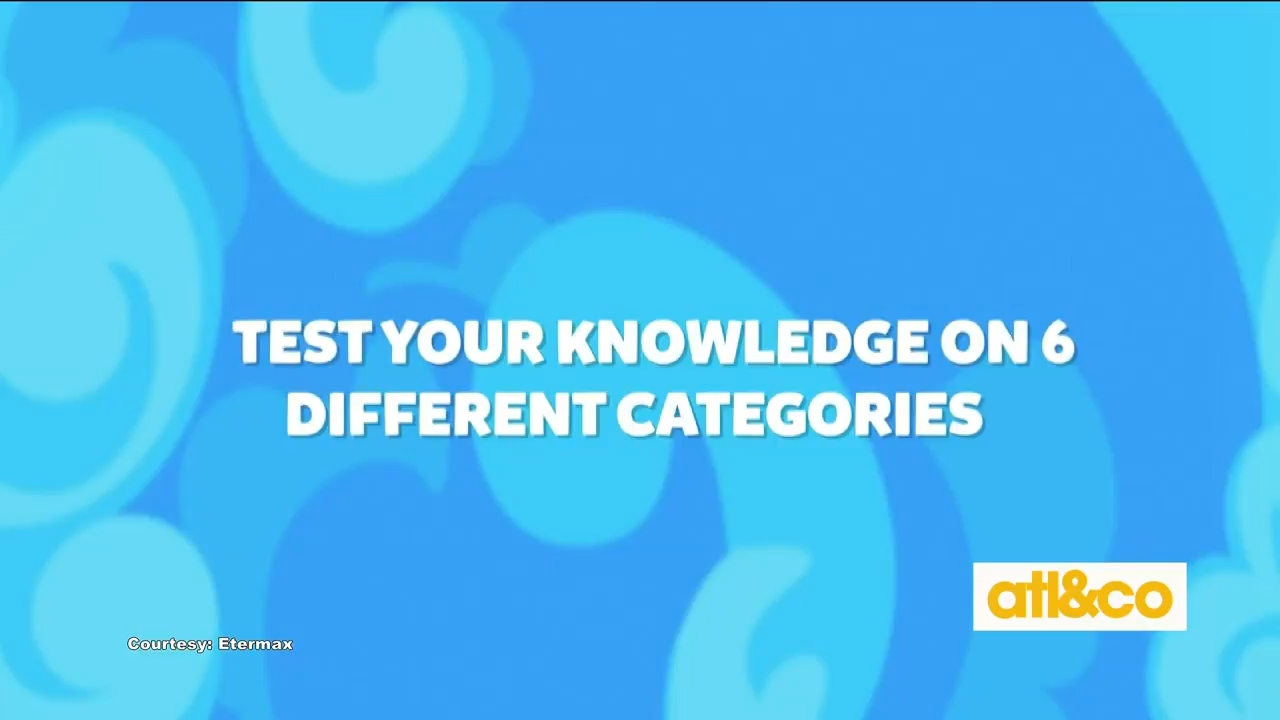 TEST YOUR KNOWLEDGE ON 6
DIFFERENT CATEGORIES
atl&co
Courtesy: Etermax